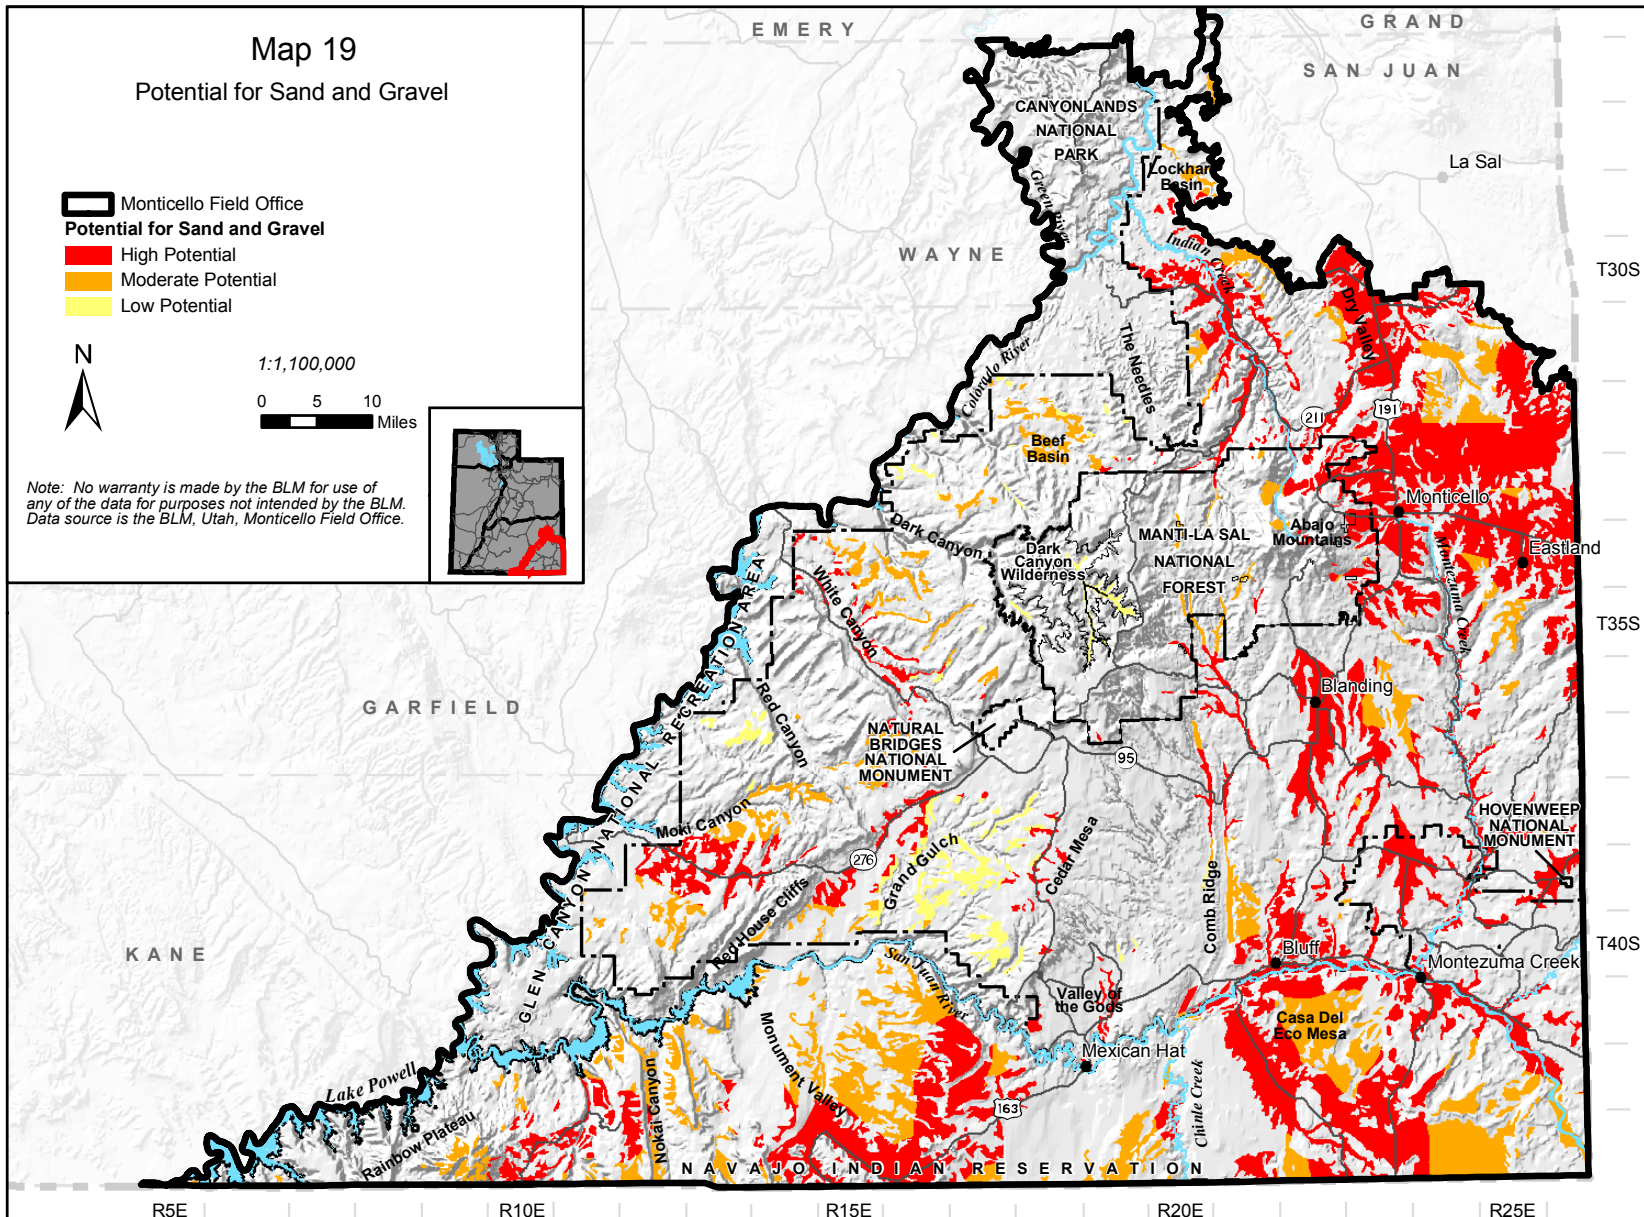 Map 19
Potential for Sand and Gravel
Monticello Field Office
Potential for Sand and Gravel
High Potential
Moderate Potential
Low Potential
N
1:1,100,000
0 5 10
Miles
Note: No warranty is made by the BLM for use of
any of the data for purposes not intended by the BLM.
Data source is the BLM, Utah, Monticello Field Office.
EMERY
GRAND
SAN JUAN
WAYNE
GARFIELD
KANE
La Sal
CANYONLANDS
NATIONAL
PARK
Green River
Lockhart
Basin
Indian Creek
Dry Valley
The Needles
Colorado River
211
191
Beef
Basin
Monticello
Eastland
Abajo
Mountains
Montezuma Creek
MANTI-LA SAL
NATIONAL
FOREST
Dark Canyon
Dark
Canyon
Wilderness
White Canyon
Red Canyon
GLEN CANYON NATIONAL RECREATION AREA
Blanding
NATURAL
BRIDGES
NATIONAL
MONUMENT
95
HOVENWEEP
NATIONAL
MONUMENT
Moki Canyon
276
Grand Gulch
Cedar Mesa
Comb Ridge
Red House Cliffs
San Juan River
Bluff
Montezuma Creek
Valley of
the Gods
Casa Del
Eco Mesa
Mexican Hat
Monument Valley
163
Chinle Creek
Nokai Canyon
Lake Powell
Rainbow Plateau
NAVAJO INDIAN RESERVATION
T30S
T35S
T40S
R5E
R10E
R15E
R20E
R25E